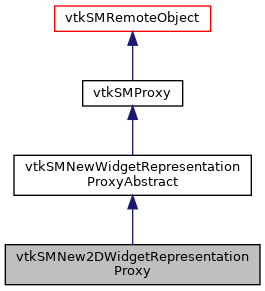 vtkSMRemoteObject
vtkSMProxy
vtkSMNewWidgetRepresentation
ProxyAbstract
vtkSMNew2DWidgetRepresentation
Proxy